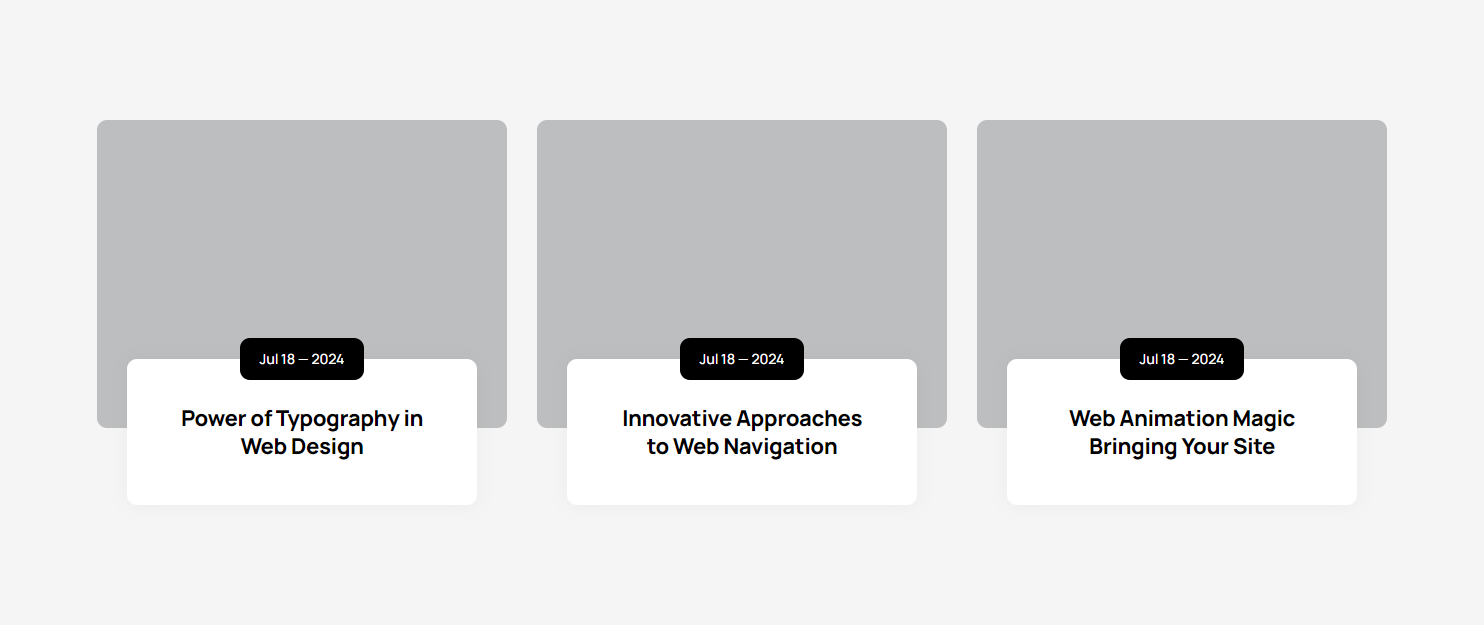 Jul 18 — 2024
Power of Typography in
Web Design
Jul 18 — 2024
Innovative Approaches
to Web Navigation
Jul 18 — 2024
Web Animation Magic
Bringing Your Site